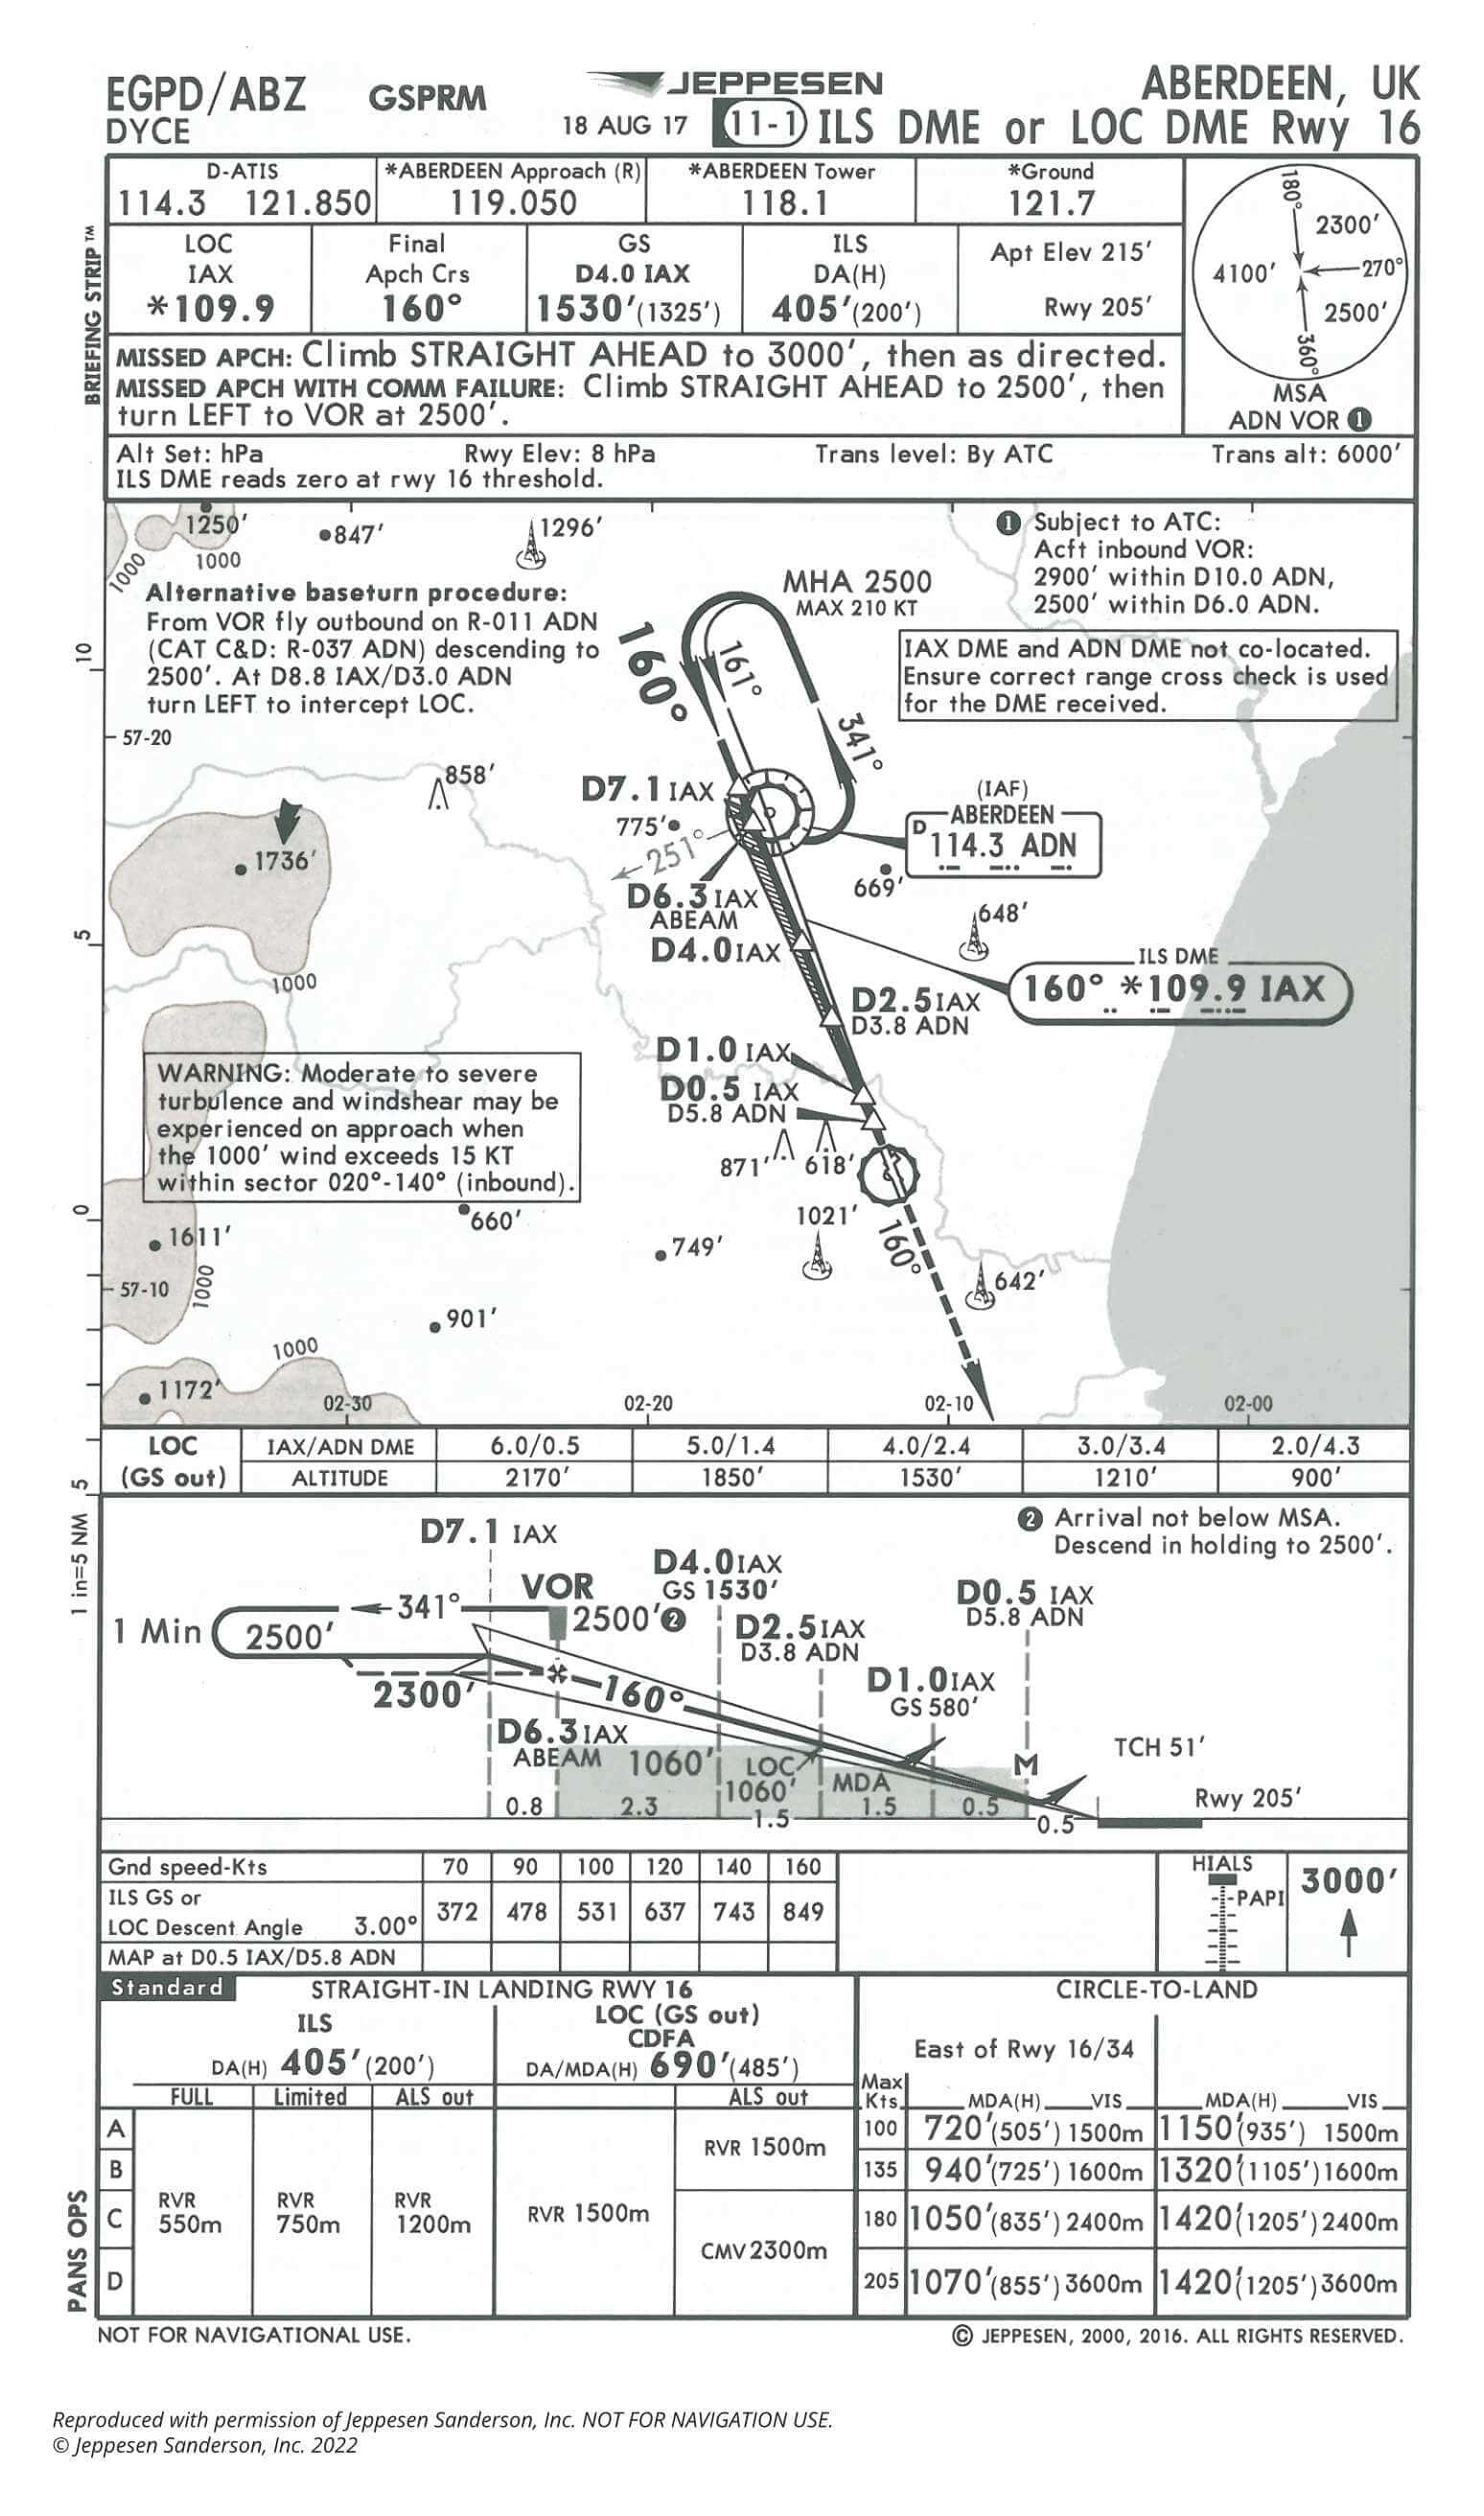 EGPD/ABZ GSPRM JEPPESEN ABERDEEN, UK
DYCE 18 AUG 17 11-1 ILS DME or LOC DME Rwy 16
BRIEFING STRIP ™
D-ATIS *ABERDEEN Approach (R) *ABERDEEN Tower *Ground
114.3 121.850 119.050 118.1 121.7
LOC Final GS ILS
IAX Apch Crs D4.0 IAX DA(H) Apt Elev 215'
*109.9 160° 1530'(1325') 405'(200') Rwy 205'
180°
2300'
4100' 270°
2500'
360°
MSA
ADN VOR 1
MISSED APCH: Climb STRAIGHT AHEAD to 3000', then as directed.
MISSED APCH WITH COMM FAILURE: Climb STRAIGHT AHEAD to 2500', then
turn LEFT to VOR at 2500'.
Alt Set: hPa Rwy Elev: 8 hPa Trans level: By ATC Trans alt: 6000'
ILS DME reads zero at rwy 16 threshold.
1250'
847'
1296'
1000
1000
1 Subject to ATC:
Acft inbound VOR:
2900' within D10.0 ADN,
2500' within D6.0 ADN.
Alternative baseturn procedure:
From VOR fly outbound on R-011 ADN
(CAT C&D: R-037 ADN) descending to
2500'. At D8.8 IAX/D3.0 ADN
turn LEFT to intercept LOC.
MHA 2500
MAX 210 KT
IAX DME and ADN DME not co-located.
Ensure correct range cross check is used
for the DME received.
160°
161°
341°
10
57-20
858'
D7.1 IAX
775'
251°
1736'
(IAF)
ABERDEEN
D 114.3 ADN
669'
D6.3 IAX
ABEAM
D4.0 IAX
648'
5
1000
ILS DME
160° *109.9 IAX
D2.5 IAX
D3.8 ADN
D1.0 IAX
D0.5 IAX
D5.8 ADN
WARNING: Moderate to severe
turbulence and windshear may be
experienced on approach when
the 1000' wind exceeds 15 KT
within sector 020°-140° (inbound).
871' 618'
0
660'
1021'
1611'
749'
160°
642'
57-10
1000
901'
1000
1172'
02-30 02-20 02-10 02-00
LOC IAX/ADN DME 6.0/0.5 5.0/1.4 4.0/2.4 3.0/3.4 2.0/4.3
(GS out) ALTITUDE 2170' 1850' 1530' 1210' 900'
5
1 in=5 NM
2 Arrival not below MSA.
Descend in holding to 2500'.
D7.1 IAX
D4.0 IAX
GS 1530'
VOR
D0.5 IAX
D5.8 ADN
1 Min 2500' 341° 2500' 2
D2.5 IAX
D3.8 ADN
D1.0 IAX
GS 580'
2300' 160°
D6.3 IAX
ABEAM 1060' LOC
1060' MDA
M
TCH 51'
Rwy 205'
0.8 2.3 1.5 1.5 0.5 0.5
Gnd speed-Kts 70 90 100 120 140 160
ILS GS or
LOC Descent Angle 3.00° 372 478 531 637 743 849
MAP at D0.5 IAX/D5.8 ADN
HIALS
PAPI
3000'
Standard STRAIGHT-IN LANDING RWY 16 CIRCLE-TO-LAND
ILS LOC (GS out)
CDFA
DA(H) 405'(200') DA/MDA(H) 690'(485')
East of Rwy 16/34
FULL Limited ALS out ALS out
Max
Kts MDA(H) VIS MDA(H) VIS
A 100 720'(505') 1500m 1150'(935') 1500m
RVR 1500m
B 135 940'(725') 1600m 1320'(1105') 1600m
C RVR 550m RVR 750m RVR 1200m RVR 1500m 180 1050'(835') 2400m 1420'(1205') 2400m
CMV 2300m
D 205 1070'(855') 3600m 1420'(1205') 3600m
PANS OPS
NOT FOR NAVIGATIONAL USE. © JEPPESEN, 2000, 2016. ALL RIGHTS RESERVED.
Reproduced with permission of Jeppesen Sanderson, Inc. NOT FOR NAVIGATION USE.
© Jeppesen Sanderson, Inc. 2022